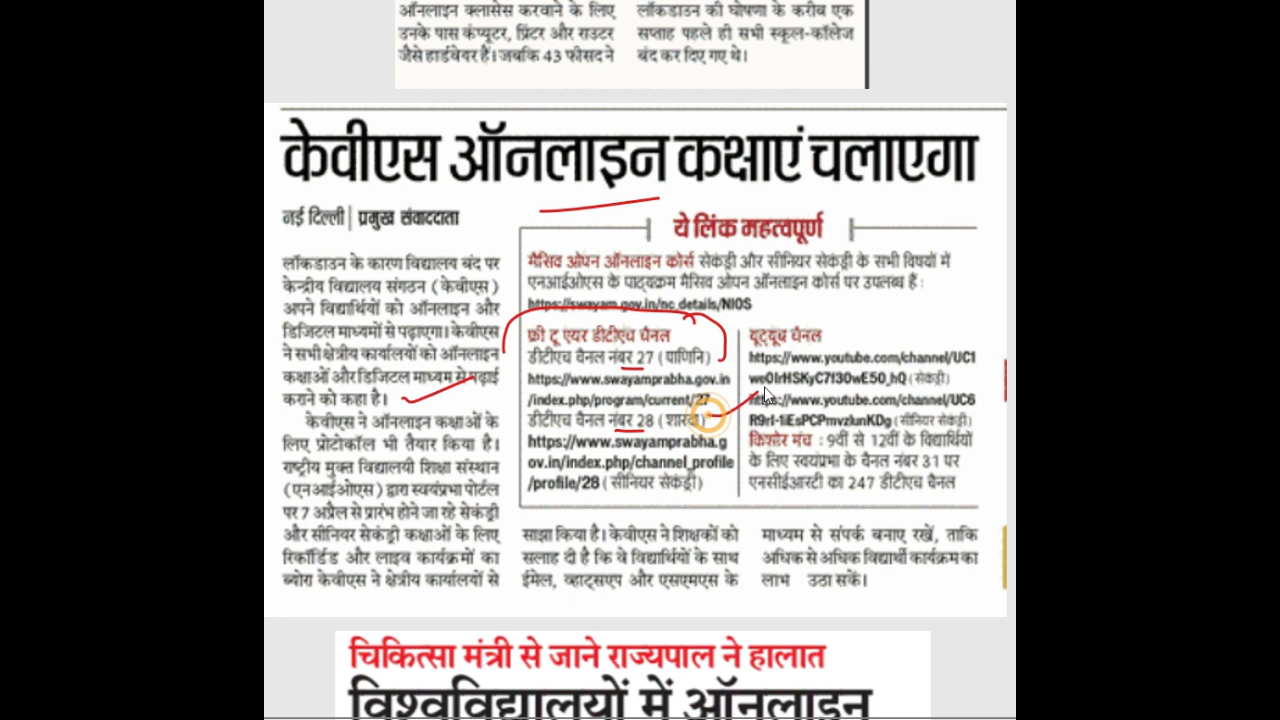 ऑनलाइन क्लासेस करवाने के लिए
उनके पास कंप्यूटर, प्रिंटर और राउटर
जैसे हार्डवेयर हैं। जबकि 43 फीसद ने
लॉकडाउन की घोषणा के करीब एक
सप्ताह पहले ही सभी स्कूल-कॉलेज
बंद कर दिए गए थे।
केवीएस ऑनलाइन कक्षाएं चलाएगा
नई दिल्ली | प्रमुख संवाददाता
लॉकडाउन के कारण विद्यालय बंद पर
केन्द्रीय विद्यालय संगठन (केवीएस)
अपने विद्यार्थियों को ऑनलाइन और
डिजिटल माध्यमों से पढ़ाएगा। केवीएस
ने सभी क्षेत्रीय कार्यालयों को ऑनलाइन
कक्षाओं और डिजिटल माध्यम से पढ़ाई
कराने को कहा है।
केवीएस ने ऑनलाइन कक्षाओं के
लिए प्रोटोकॉल भी तैयार किया है।
राष्ट्रीय मुक्त विद्यालयी शिक्षा संस्थान
(एनआईओएस) द्वारा स्वयंप्रभा पोर्टल
पर 7 अप्रैल से प्रारंभ होने जा रहे सेकंड्री
और सीनियर सेकंड्री कक्षाओं के लिए
रिकॉर्डिड और लाइव कार्यक्रमों का
ब्योरा केवीएस ने क्षेत्रीय कार्यालयों से
ये लिंक महत्वपूर्ण
मैसिव ओपन ऑनलाइन कोर्स सेकंड्री और सीनियर सेकंड्री के सभी विषयों में
एनआईओएस के पाठ्यक्रम मैसिव ओपन ऑनलाइन कोर्स पर उपलब्ध हैं :
https://swayam.gov.in/nc_details/NIOS
फ्री टू एयर डीटीएच चैनल
डीटीएच चैनल नंबर 27 (पाणिनि)
https://www.swayamprabha.gov.in
/index.php/program/current/27
डीटीएच चैनल नंबर 28 (शारदा)
https://www.swayamprabha.g
ov.in/index.php/channel_profile
/profile/28 (सीनियर सेकंड्री)
यूट्यूब चैनल
https://www.youtube.com/channel/UC1
we0IrHSKyC7f30wE50_hQ (सेकंड्री)
https://www.youtube.com/channel/UC6
R9rI-1iEsPCPmvzIunKDg (सीनियर सेकंड्री)
किशोर मंच : 9वीं से 12वीं के विद्यार्थियों
के लिए स्वयंप्रभा के चैनल नंबर 31 पर
एनसीईआरटी का 247 डीटीएच चैनल
साझा किया है। केवीएस ने शिक्षकों को
सलाह दी है कि वे विद्यार्थियों के साथ
ईमेल, व्हाट्सएप और एसएमएस के
माध्यम से संपर्क बनाए रखें, ताकि
अधिक से अधिक विद्यार्थी कार्यक्रम का
लाभ उठा सकें।
चिकित्सा मंत्री से जाने राज्यपाल ने हालात
विश्वविद्यालयों में ऑनलाइन